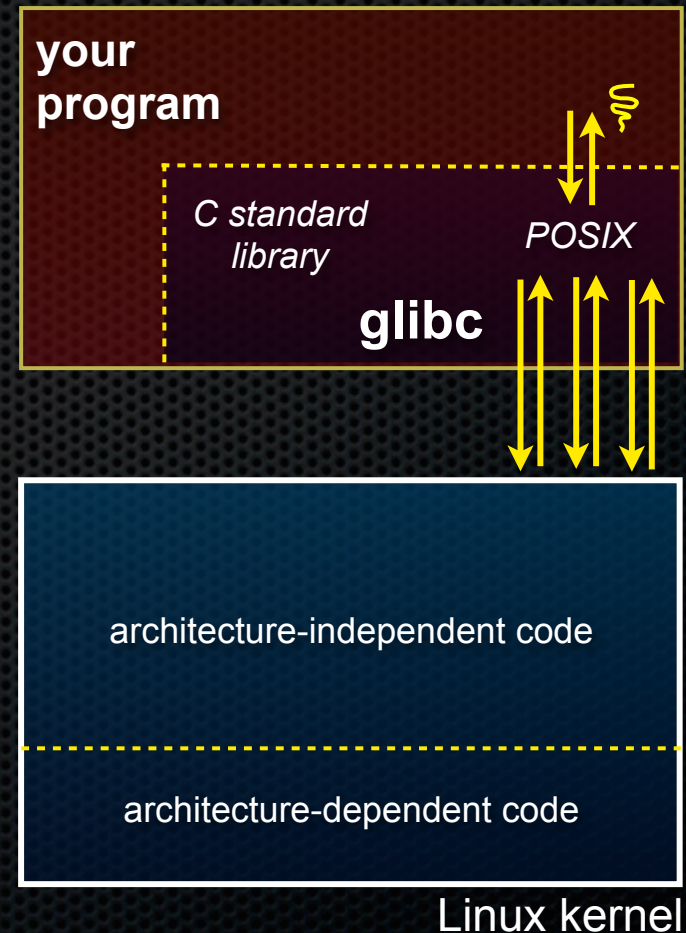 your
program
C standard
library
POSIX
glibc
architecture-independent code
architecture-dependent code
Linux kernel